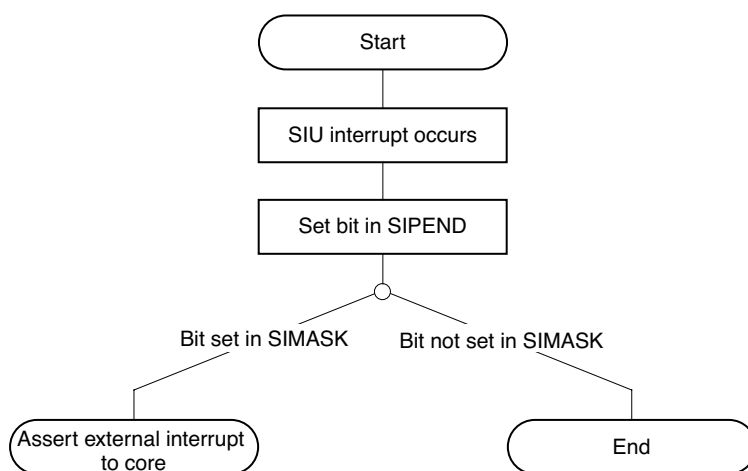 Start
SIU interrupt occurs
Set bit in SIPEND
Bit set in SIMASK
Bit not set in SIMASK
Assert external interrupt
to core
End